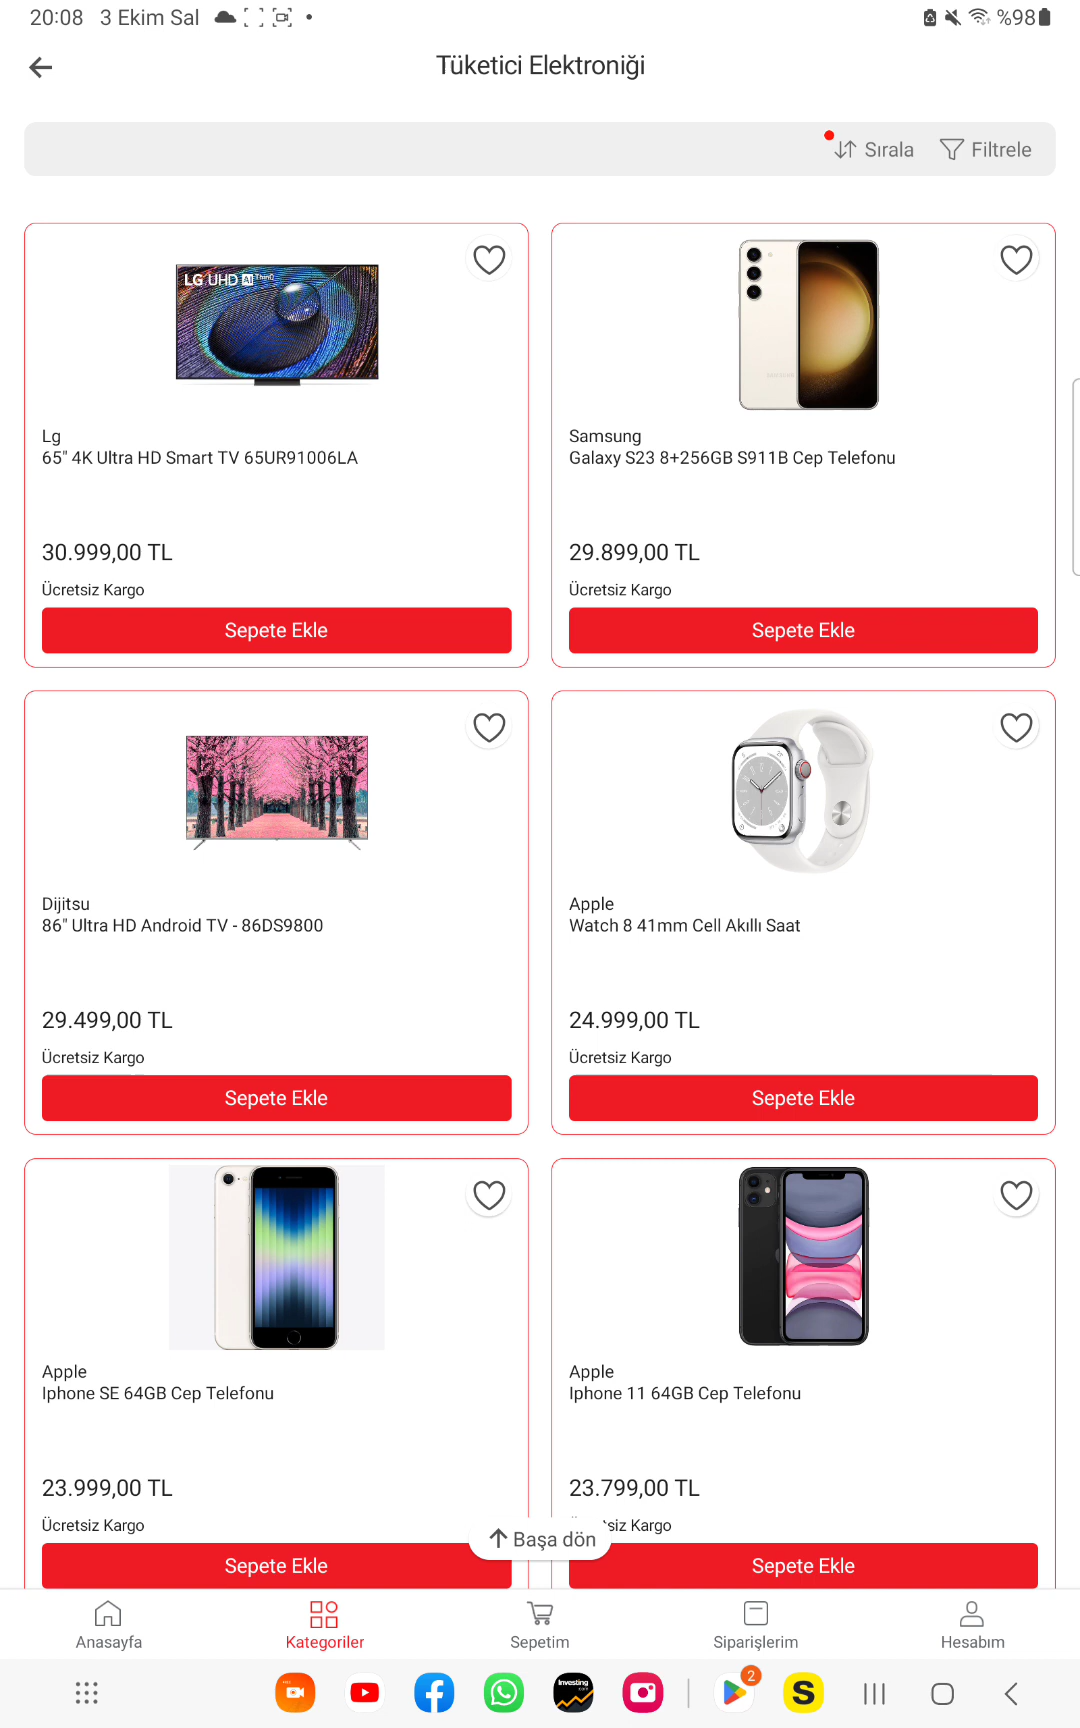 20:08 3 Ekim Sal
%98
Tüketici Elektroniği
Sırala Filtrele
LG UHD AI ThinQ
Lg
65" 4K Ultra HD Smart TV 65UR91006LA
30.999,00 TL
Ücretsiz Kargo
Sepete Ekle
SAMSUNG
Samsung
Galaxy S23 8+256GB S911B Cep Telefonu
29.899,00 TL
Ücretsiz Kargo
Sepete Ekle
Dijitsu
86" Ultra HD Android TV - 86DS9800
29.499,00 TL
Ücretsiz Kargo
Sepete Ekle
Apple
Watch 8 41mm Cell Akıllı Saat
24.999,00 TL
Ücretsiz Kargo
Sepete Ekle
Apple
Iphone SE 64GB Cep Telefonu
23.999,00 TL
Ücretsiz Kargo
Sepete Ekle
Apple
Iphone 11 64GB Cep Telefonu
23.799,00 TL
siz Kargo
Sepete Ekle
Başa dön
Anasayfa Kategoriler Sepetim Siparişlerim Hesabım
Investing
.com
2
S